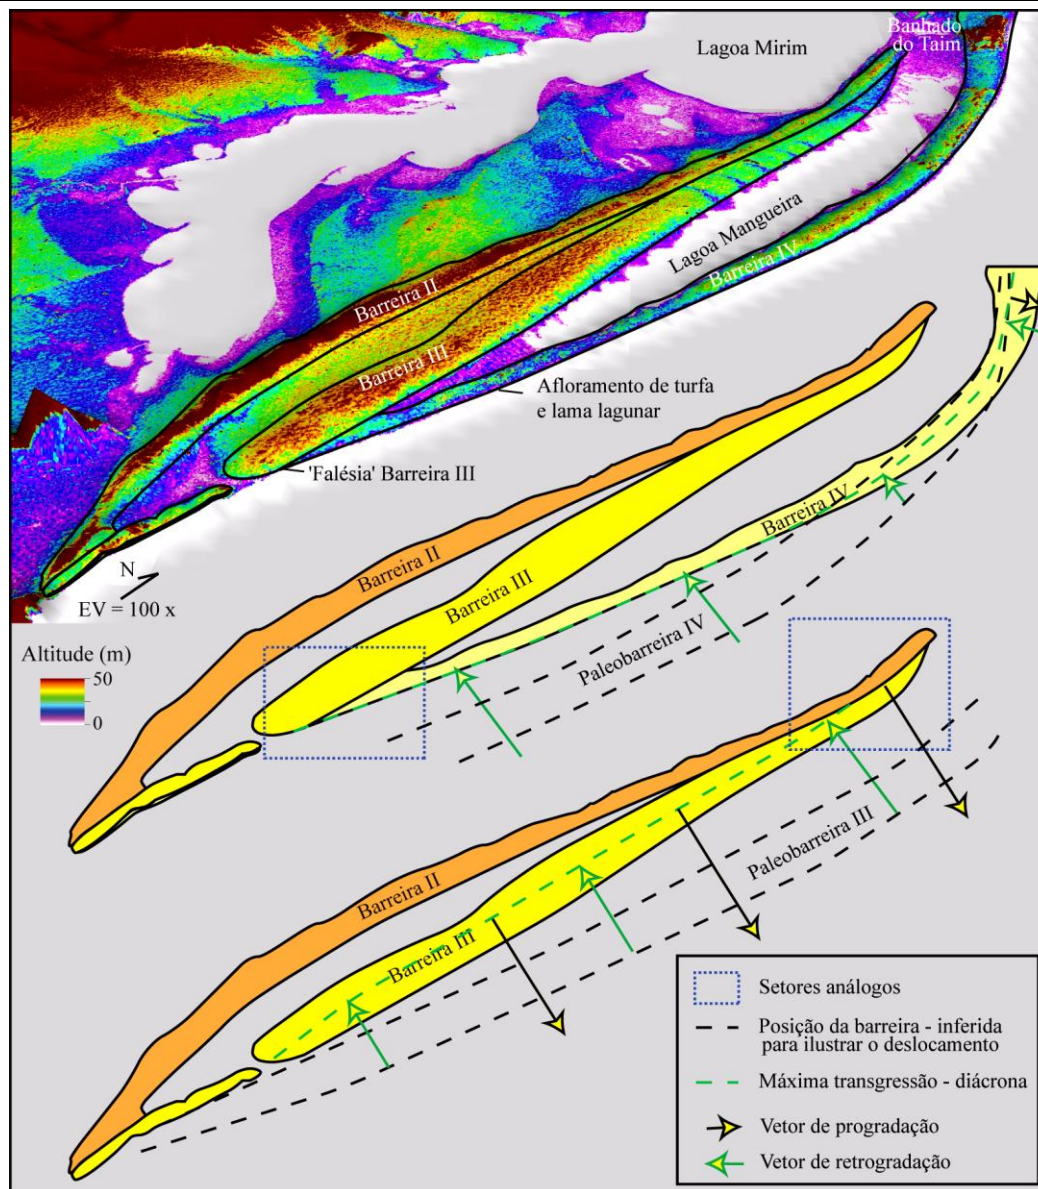 Lagoa Mirim
Banhado
do Taim
Lagoa Mangueira
Barreira IV
Barreira II
Barreira III
Afloramento de turfa
e lama lagunar
'Falésia' Barreira III
N
EV = 100 x
Altitude (m)
50
0
Barreira II
Barreira III
Barreira IV
Paleobarreira IV
Barreira II
Barreira III
Paleobarreira III
Setores análogos
Posição da barreira - inferida
para ilustrar o deslocamento
Máxima transgressão - diácrona
Vetor de progradação
Vetor de retrogradação